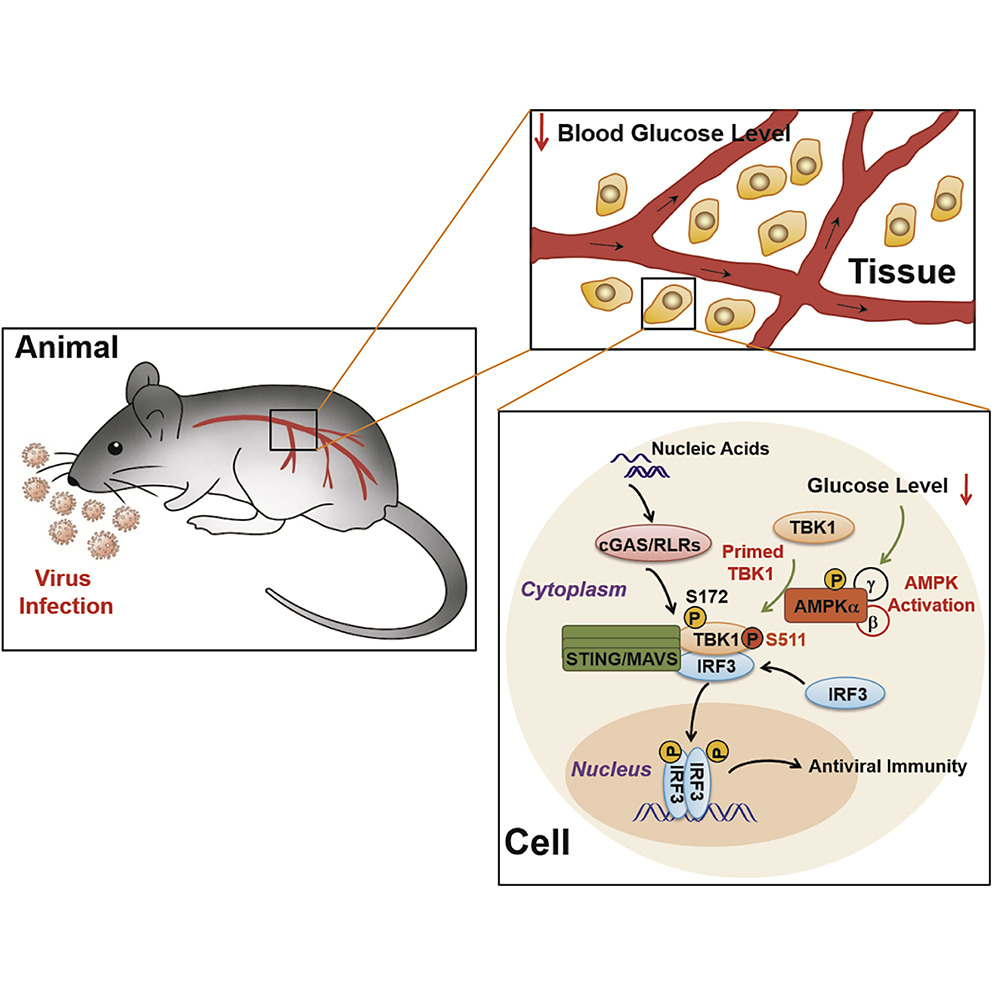 Blood Glucose Level
Tissue
Animal
Virus
Infection
Nucleic Acids
Glucose Level
cGAS/RLRs
TBK1
Primed
TBK1
P
γ
AMPKα
β
AMPK
Activation
Cytoplasm
S172
P
TBK1
P
S511
STING/MAVS
IRF3
IRF3
P
P
Nucleus
IRF3
IRF3
Antiviral Immunity
Cell